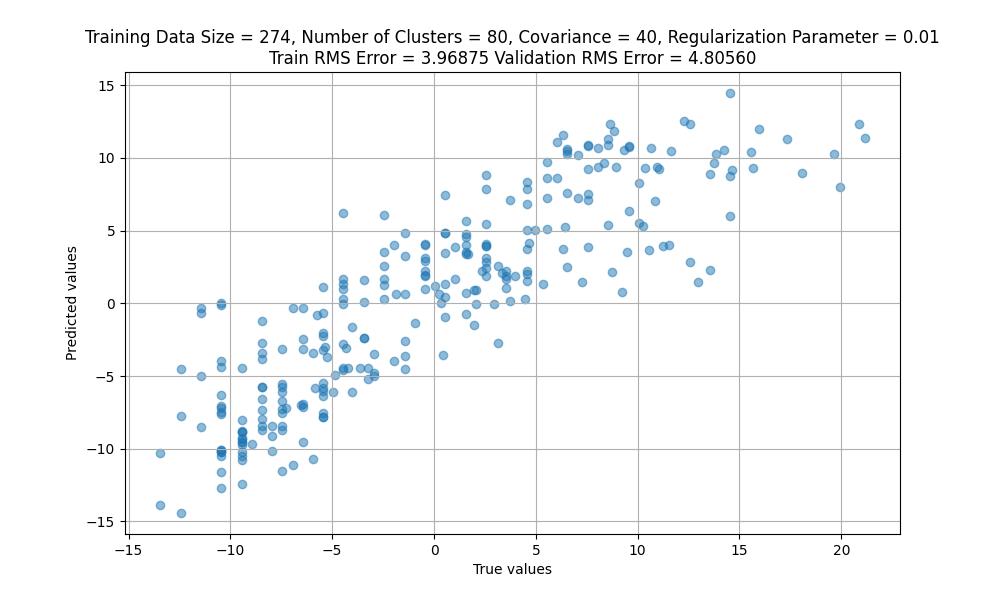 Training Data Size = 274, Number of Clusters = 80, Covariance = 40, Regularization Parameter = 0.01
Train RMS Error = 3.96875 Validation RMS Error = 4.80560
15
10
5
0
−5
−10
−15
Predicted values
−15 −10 −5 0 5 10 15 20
True values